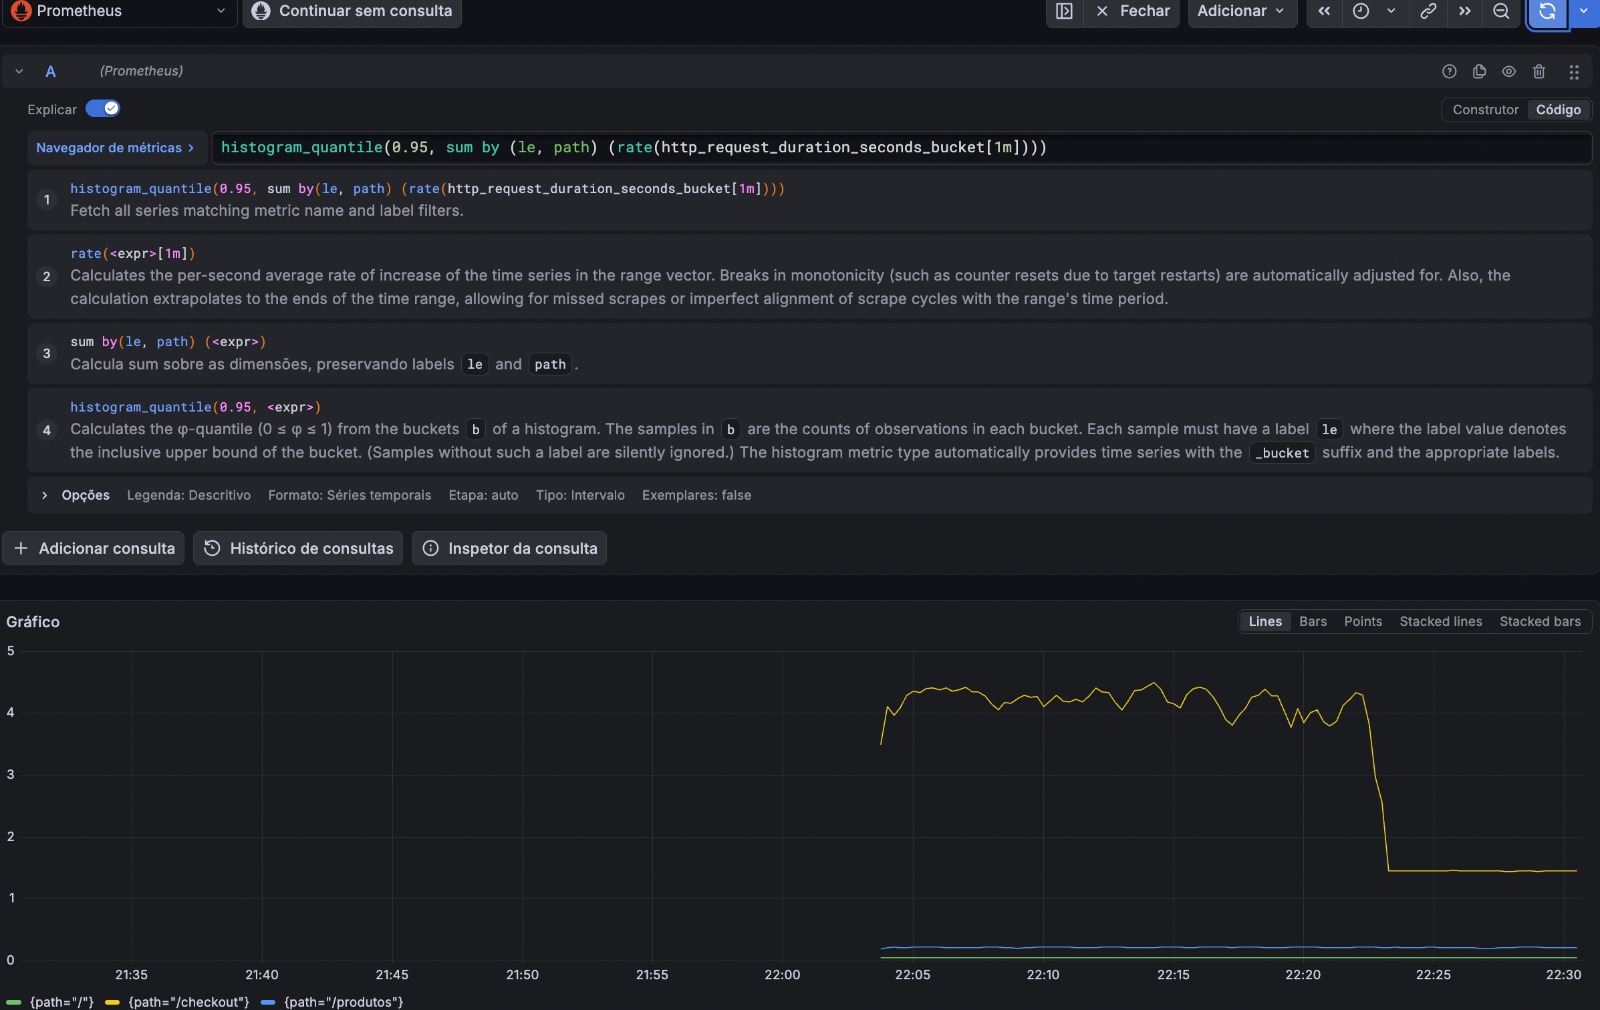 Prometheus
Continuar sem consulta
Fechar
Adicionar
A
(Prometheus)
Explicar
Construtor
Código
Navegador de métricas
histogram_quantile(0.95, sum by (le, path) (rate(http_request_duration_seconds_bucket[1m])))
1
histogram_quantile(0.95, sum by(le, path) (rate(http_request_duration_seconds_bucket[1m])))
Fetch all series matching metric name and label filters.
2
rate(<expr>[1m])
Calculates the per-second average rate of increase of the time series in the range vector. Breaks in monotonicity (such as counter resets due to target restarts) are automatically adjusted for. Also, the
calculation extrapolates to the ends of the time range, allowing for missed scrapes or imperfect alignment of scrape cycles with the range's time period.
3
sum by(le, path) (<expr>)
Calcula sum sobre as dimensões, preservando labels le and path .
4
histogram_quantile(0.95, <expr>)
Calculates the φ-quantile (0 ≤ φ ≤ 1) from the buckets b of a histogram. The samples in b are the counts of observations in each bucket. Each sample must have a label le where the label value denotes
the inclusive upper bound of the bucket. (Samples without such a label are silently ignored.) The histogram metric type automatically provides time series with the _bucket suffix and the appropriate labels.
Opções Legenda: Descritivo Formato: Séries temporais Etapa: auto Tipo: Intervalo Exemplares: false
Adicionar consulta
Histórico de consultas
Inspetor da consulta
Gráfico
Lines Bars Points Stacked lines Stacked bars
5
4
3
2
1
0
21:35 21:40 21:45 21:50 21:55 22:00 22:05 22:10 22:15 22:20 22:25 22:30
{path="/"} {path="/checkout"} {path="/produtos"}